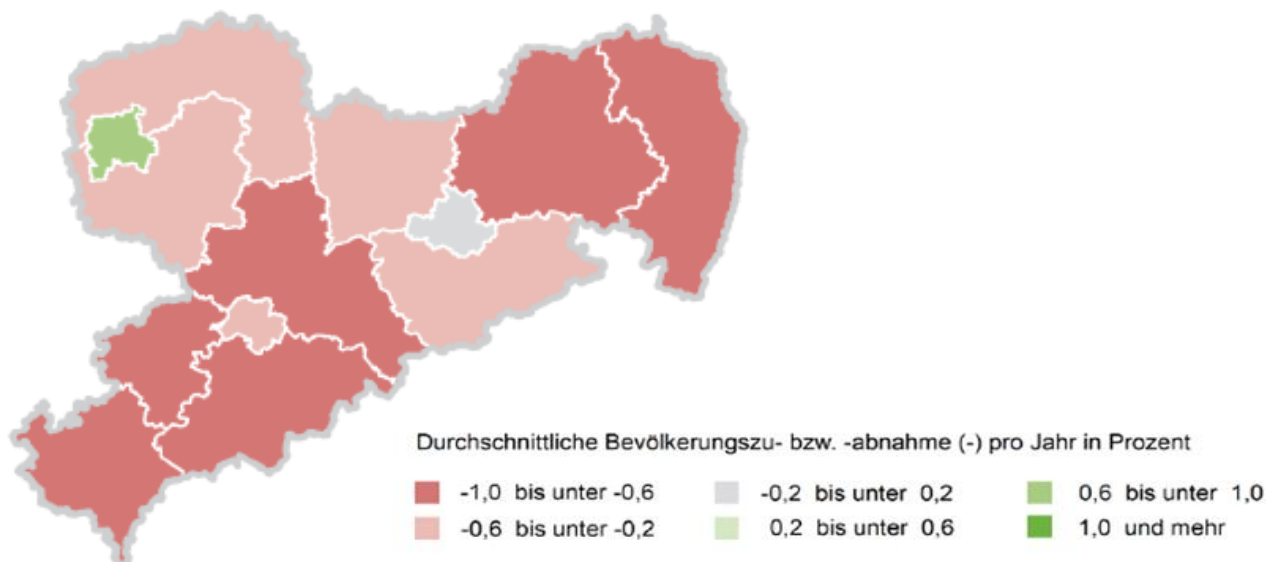 Durchschnittliche Bevölkerungszu- bzw. -abnahme (-) pro Jahr in Prozent
-1,0 bis unter -0,6
-0,2 bis unter 0,2
0,6 bis unter 1,0
-0,6 bis unter -0,2
0,2 bis unter 0,6
1,0 und mehr